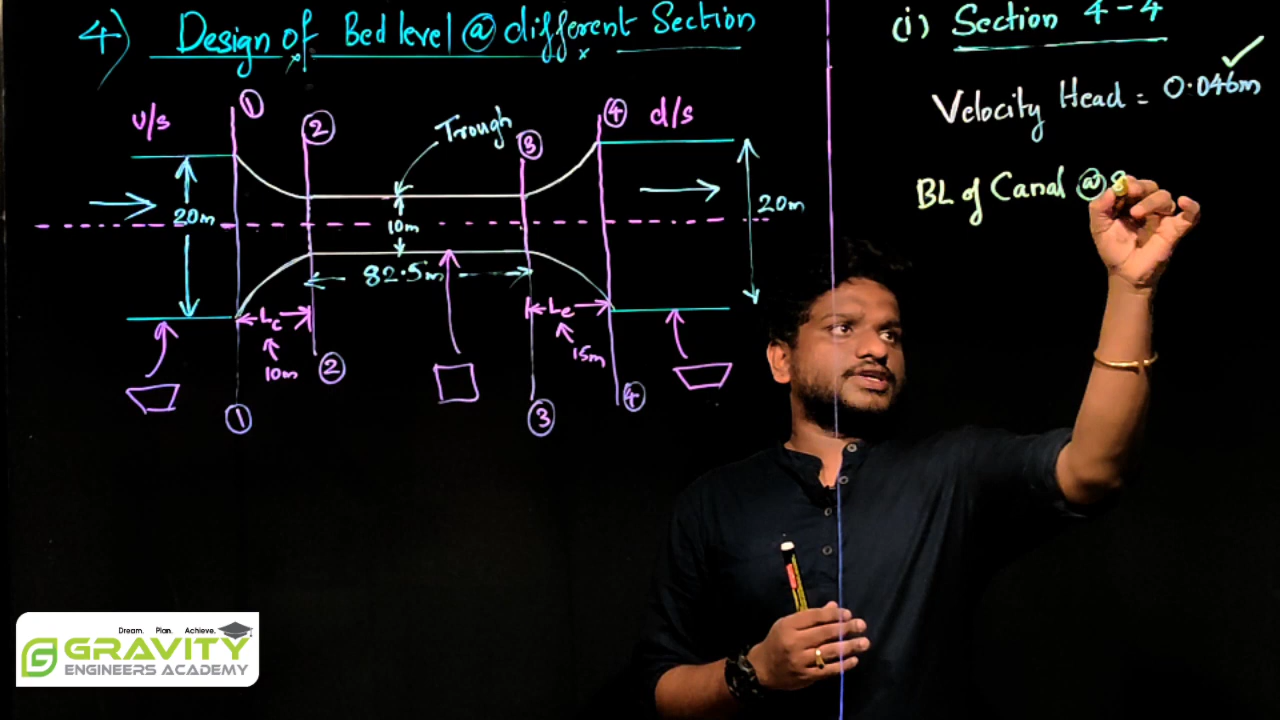 4) Design of Bed level @ different Section
u/s
①
②
Trough
③
④
d/s
20m
10m
20m
82.5m
Lc
10m
Le
15m
①
②
③
④
(i) Section 4-4
Velocity Head = 0.046m ✓
BL of Canal @ 8
Dream. Plan. Achieve.
GRAVITY
ENGINEERS ACADEMY